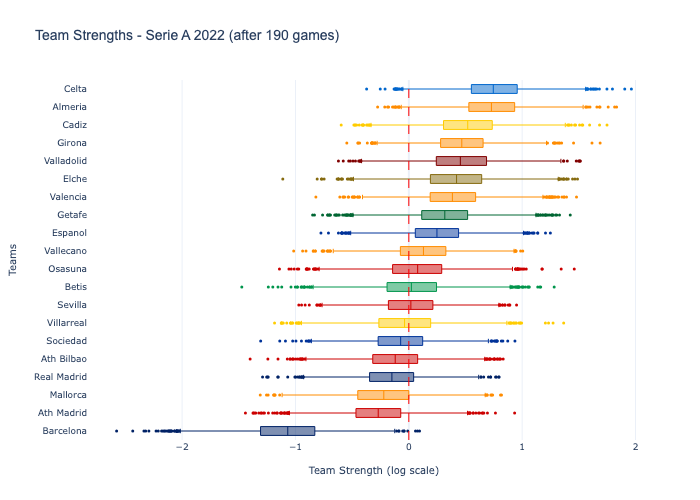 Team Strengths - Serie A 2022 (after 190 games)
Celta
Almeria
Cadiz
Girona
Valladolid
Elche
Valencia
Getafe
Espanol
Vallecano
Osasuna
Betis
Sevilla
Villarreal
Sociedad
Ath Bilbao
Real Madrid
Mallorca
Ath Madrid
Barcelona
Teams
−2 −1 0 1 2
Team Strength (log scale)